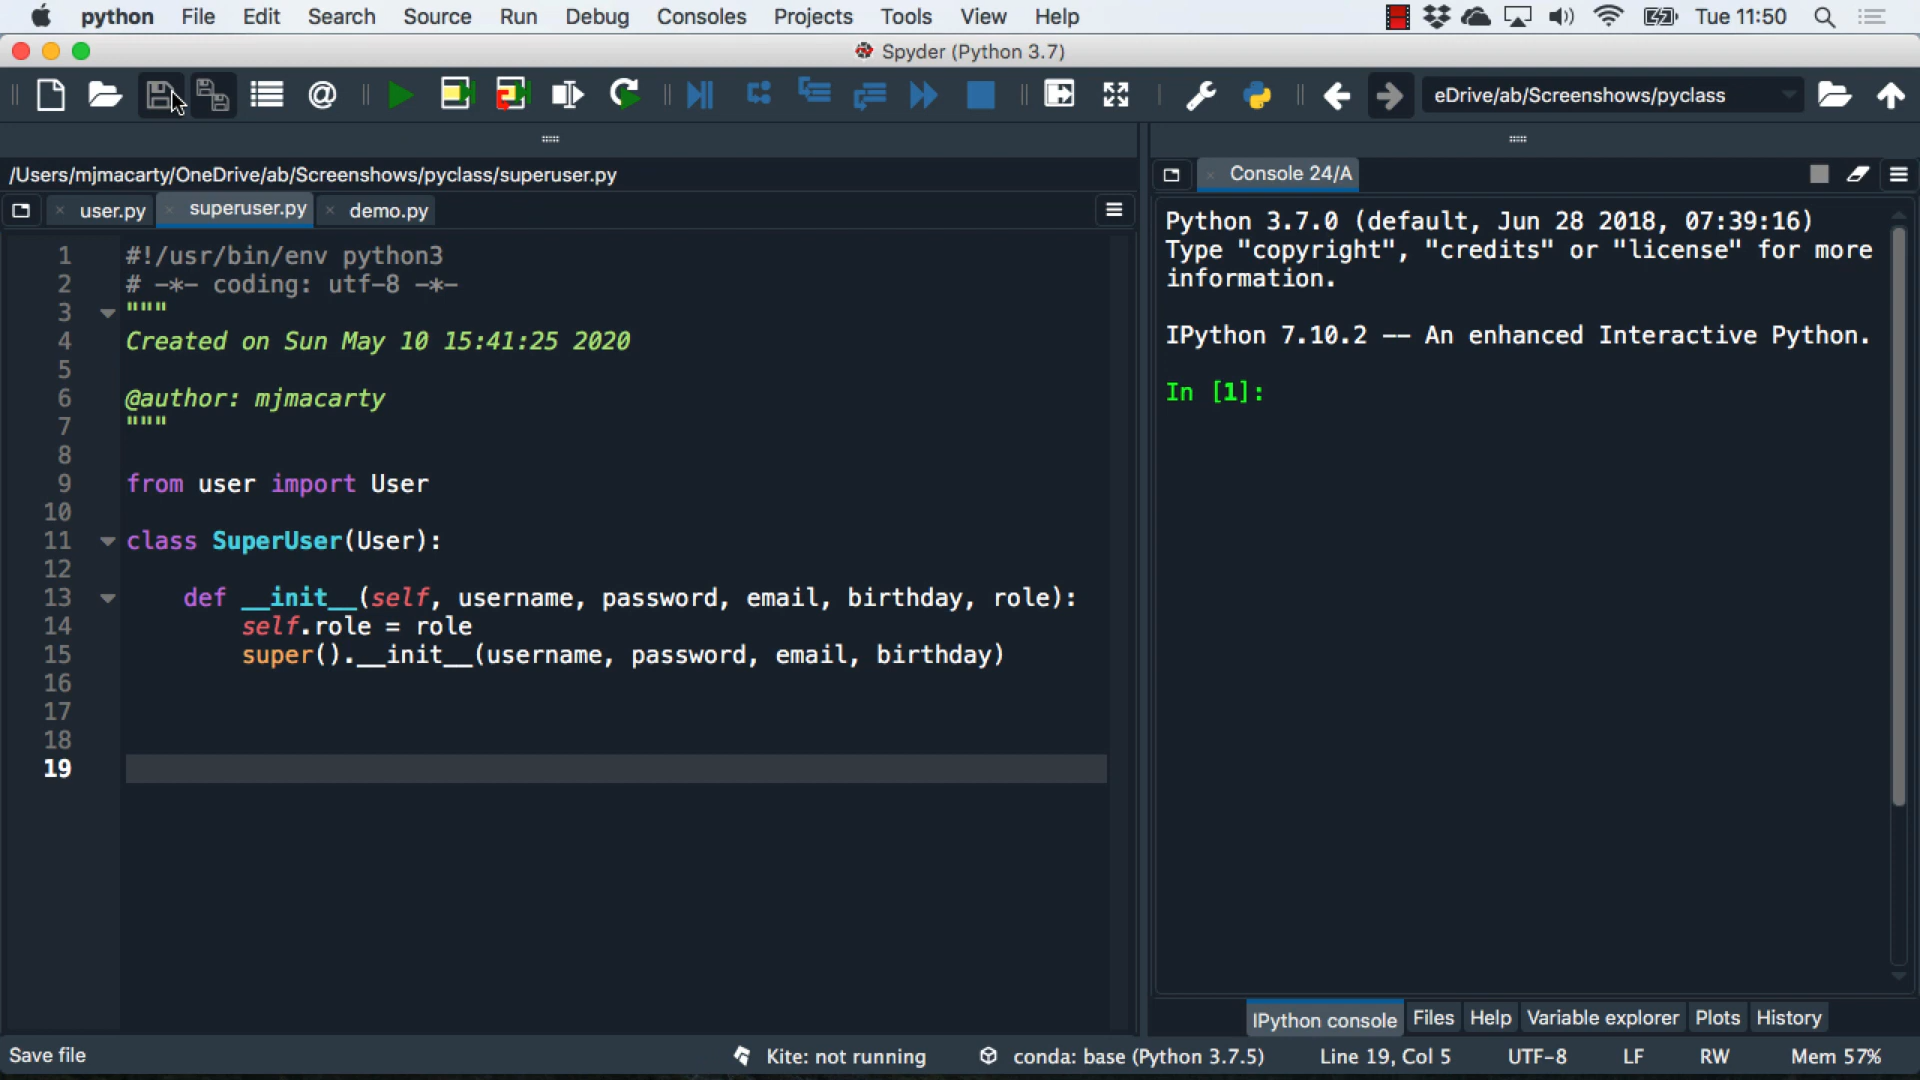 python File Edit Search Source Run Debug Consoles Projects Tools View Help Tue 11:50
Spyder (Python 3.7)
eDrive/ab/Screenshows/pyclass
/Users/mjmacarty/OneDrive/ab/Screenshows/pyclass/superuser.py
user.py superuser.py demo.py
1 #!/usr/bin/env python3
2 # -*- coding: utf-8 -*-
3 """
4 Created on Sun May 10 15:41:25 2020
5
6 @author: mjmacarty
7 """
8
9 from user import User
10
11 class SuperUser(User):
12
13 def __init__(self, username, password, email, birthday, role):
14 self.role = role
15 super().__init__(username, password, email, birthday)
16
17
18
19
Console 24/A
Python 3.7.0 (default, Jun 28 2018, 07:39:16)
Type "copyright", "credits" or "license" for more
information.
IPython 7.10.2 -- An enhanced Interactive Python.
In [1]:
IPython console Files Help Variable explorer Plots History
Save file Kite: not running conda: base (Python 3.7.5) Line 19, Col 5 UTF-8 LF RW Mem 57%